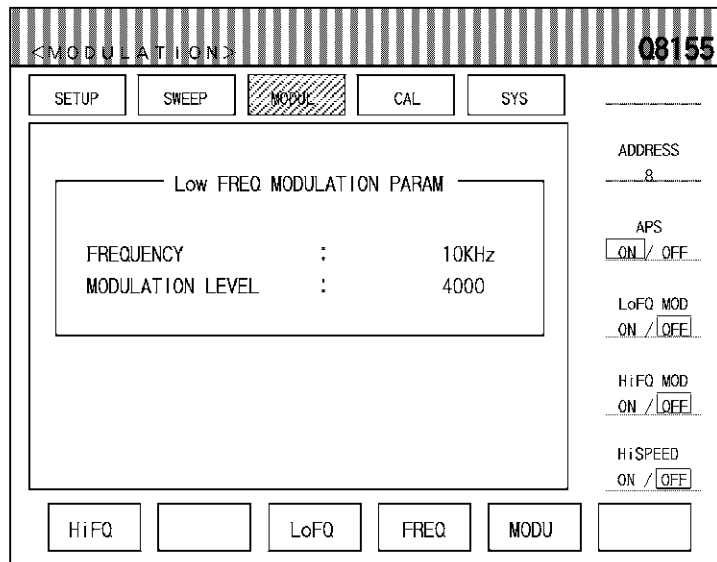 <MODULATION>
Q8155
SETUP SWEEP MODUL CAL SYS
Low FREQ MODULATION PARAM
FREQUENCY : 10KHz
MODULATION LEVEL : 4000
ADDRESS
8
APS
ON / OFF
LoFQ MOD
ON / OFF
HiFQ MOD
ON / OFF
HiSPEED
ON / OFF
HiFQ LoFQ FREQ MODU